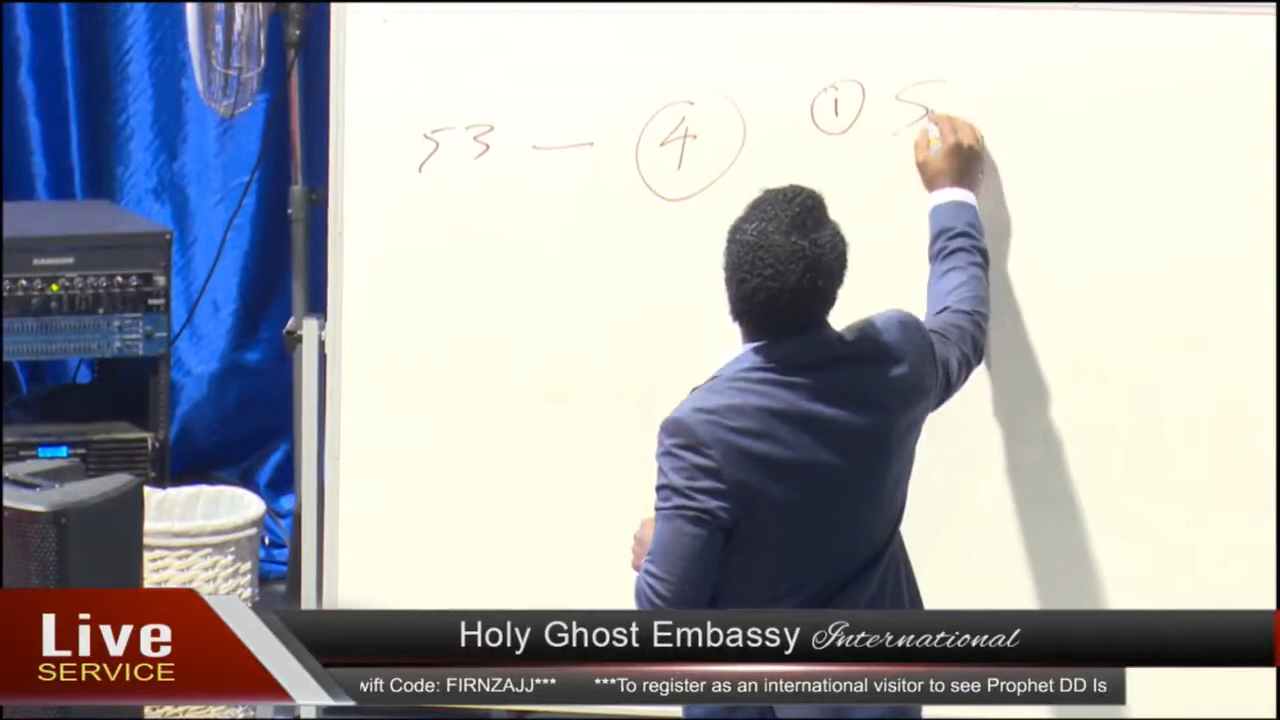 53 — 4 1 S
SAMSON
Live
SERVICE
Holy Ghost Embassy International
wift Code: FIRNZAJJ*** ***To register as an international visitor to see Prophet DD Is